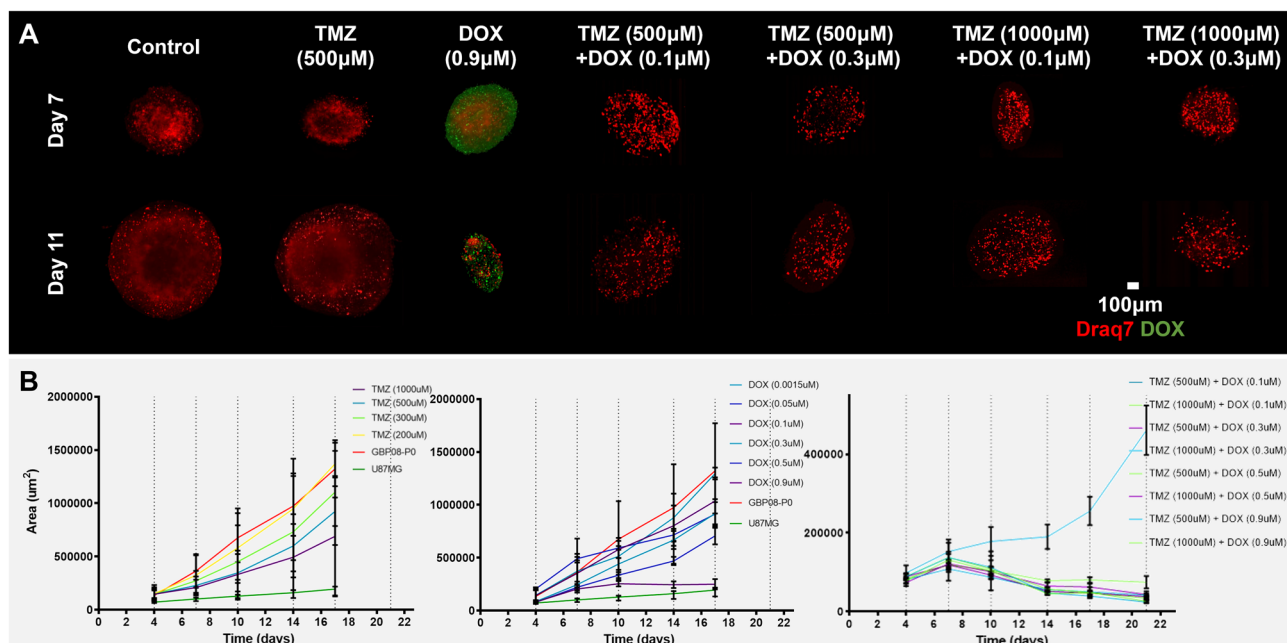 A
Control
TMZ
(500μM)
DOX
(0.9μM)
TMZ (500μM)
+DOX (0.1μM)
TMZ (500μM)
+DOX (0.3μM)
TMZ (1000μM)
+DOX (0.1μM)
TMZ (1000μM)
+DOX (0.3μM)
Day 7
Day 11
100μm
Draq7 DOX
B
Area (um²)
2000000
1500000
1000000
500000
0
0 2 4 6 8 10 12 14 16 18 20 22
Time (days)
TMZ (1000uM)
TMZ (500uM)
TMZ (300uM)
TMZ (200uM)
GBP08-P0
U87MG
2000000
1500000
1000000
500000
0
0 2 4 6 8 10 12 14 16 18 20 22
Time (days)
DOX (0.0015uM)
DOX (0.05uM)
DOX (0.1uM)
DOX (0.3uM)
DOX (0.5uM)
DOX (0.9uM)
GBP08-P0
U87MG
400000
200000
0
0 2 4 6 8 10 12 14 16 18 20 22
Time (days)
TMZ (500uM) + DOX (0.1uM)
TMZ (1000uM) + DOX (0.1uM)
TMZ (500uM) + DOX (0.3uM)
TMZ (1000uM) + DOX (0.3uM)
TMZ (500uM) + DOX (0.5uM)
TMZ (1000uM) + DOX (0.5uM)
TMZ (500uM) + DOX (0.9uM)
TMZ (1000uM) + DOX (0.9uM)